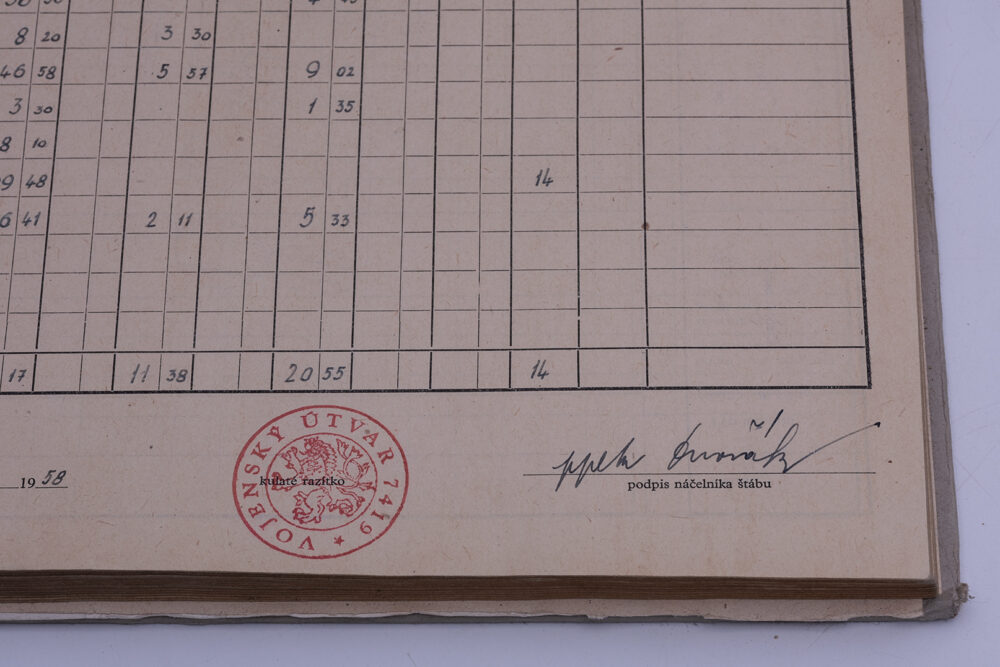 8 20 3 30
46 58 5 57 9 02
3 30 1 35
8 10
9 48 14
6 41 2 11 5 33
17 11 38 20 55 14
VOJENSKÝ ÚTVAR 7419
kulaté razítko
1958
pplk Dvořák
podpis náčelníka štábu